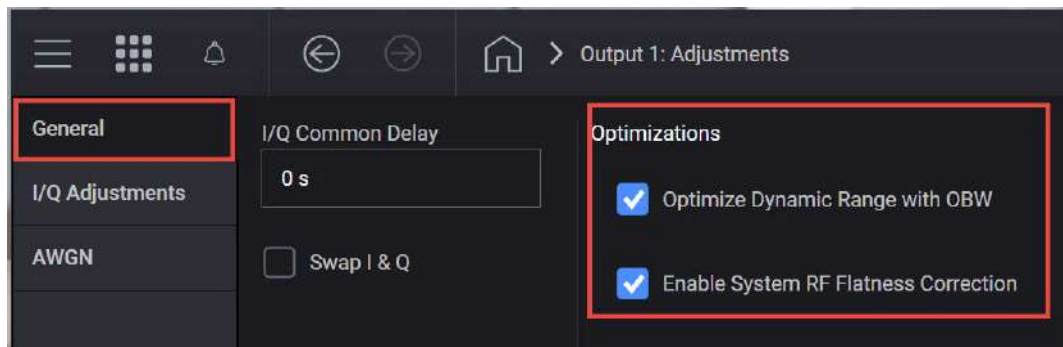 Output 1: Adjustments
General
I/Q Adjustments
AWGN
I/Q Common Delay
0 s
Swap I & Q
Optimizations
Optimize Dynamic Range with OBW
Enable System RF Flatness Correction